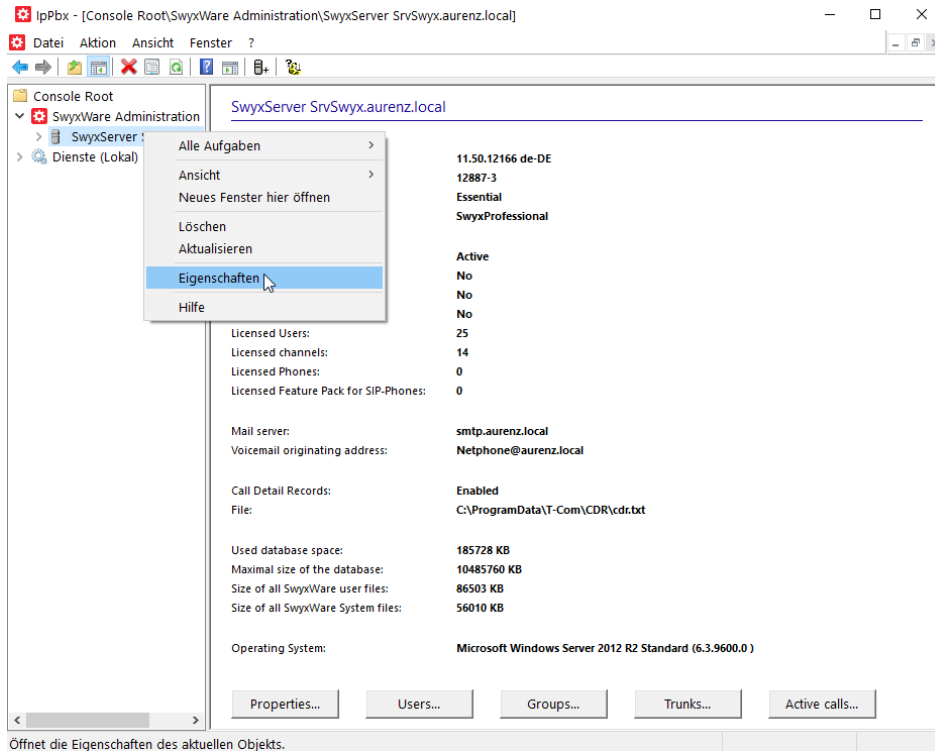 IpPbx - [Console Root\SwyxWare Administration\SwyxServer SrvSwyx.aurenz.local]
Datei Aktion Ansicht Fenster ?
Console Root
SwyxWare Administration
SwyxServer
Dienste (Lokal)
Alle Aufgaben
Ansicht
Neues Fenster hier öffnen
Löschen
Aktualisieren
Eigenschaften
Hilfe
SwyxServer SrvSwyx.aurenz.local
11.50.12166 de-DE
12887-3
Essential
SwyxProfessional
Active
No
No
No
Licensed Users: 25
Licensed channels: 14
Licensed Phones: 0
Licensed Feature Pack for SIP-Phones: 0
Mail server: smtp.aurenz.local
Voicemail originating address: Netphone@aurenz.local
Call Detail Records: Enabled
File: C:\ProgramData\T-Com\CDR\cdr.txt
Used database space: 185728 KB
Maximal size of the database: 10485760 KB
Size of all SwyxWare user files: 86503 KB
Size of all SwyxWare System files: 56010 KB
Operating System: Microsoft Windows Server 2012 R2 Standard (6.3.9600.0 )
Properties... Users... Groups... Trunks... Active calls...
Öffnet die Eigenschaften des aktuellen Objekts.